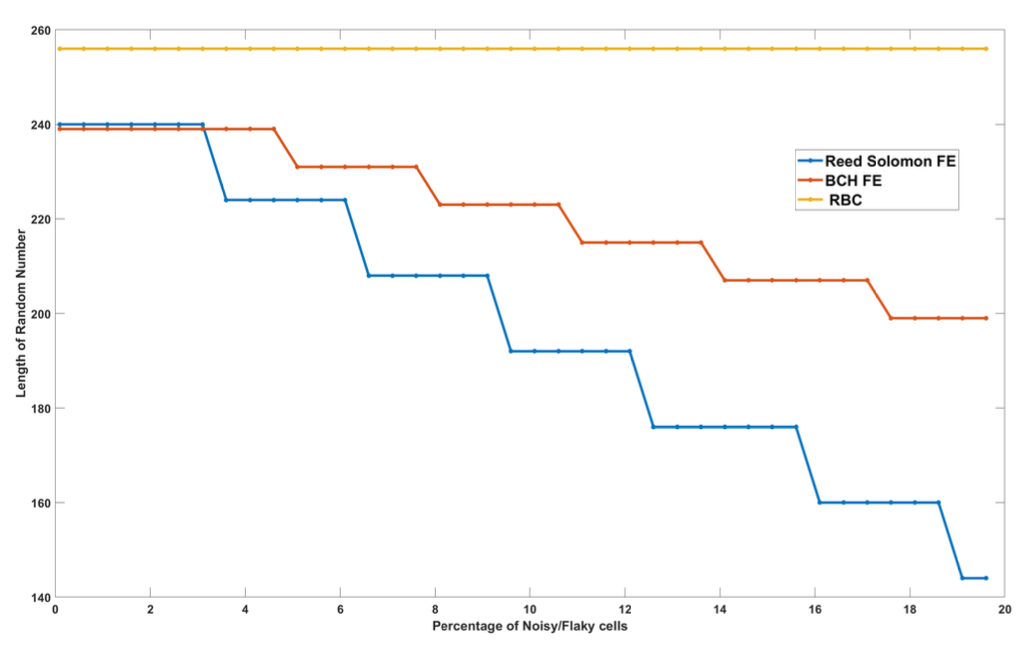 260
240
220
200
180
160
140
Length of Random Number
Reed Solomon FE
BCH FE
RBC
0 2 4 6 8 10 12 14 16 18 20
Percentage of Noisy/Flaky cells